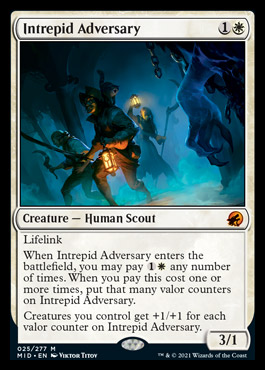 Intrepid Adversary 1
Creature — Human Scout
Lifelink
When Intrepid Adversary enters the
battlefield, you may pay 1 any number
of times. When you pay this cost one or
more times, put that many valor counters
on Intrepid Adversary.
Creatures you control get +1/+1 for each
valor counter on Intrepid Adversary.
3/1
025/277 M
MID • EN Viktor Titov
™ & © 2021 Wizards of the Coast